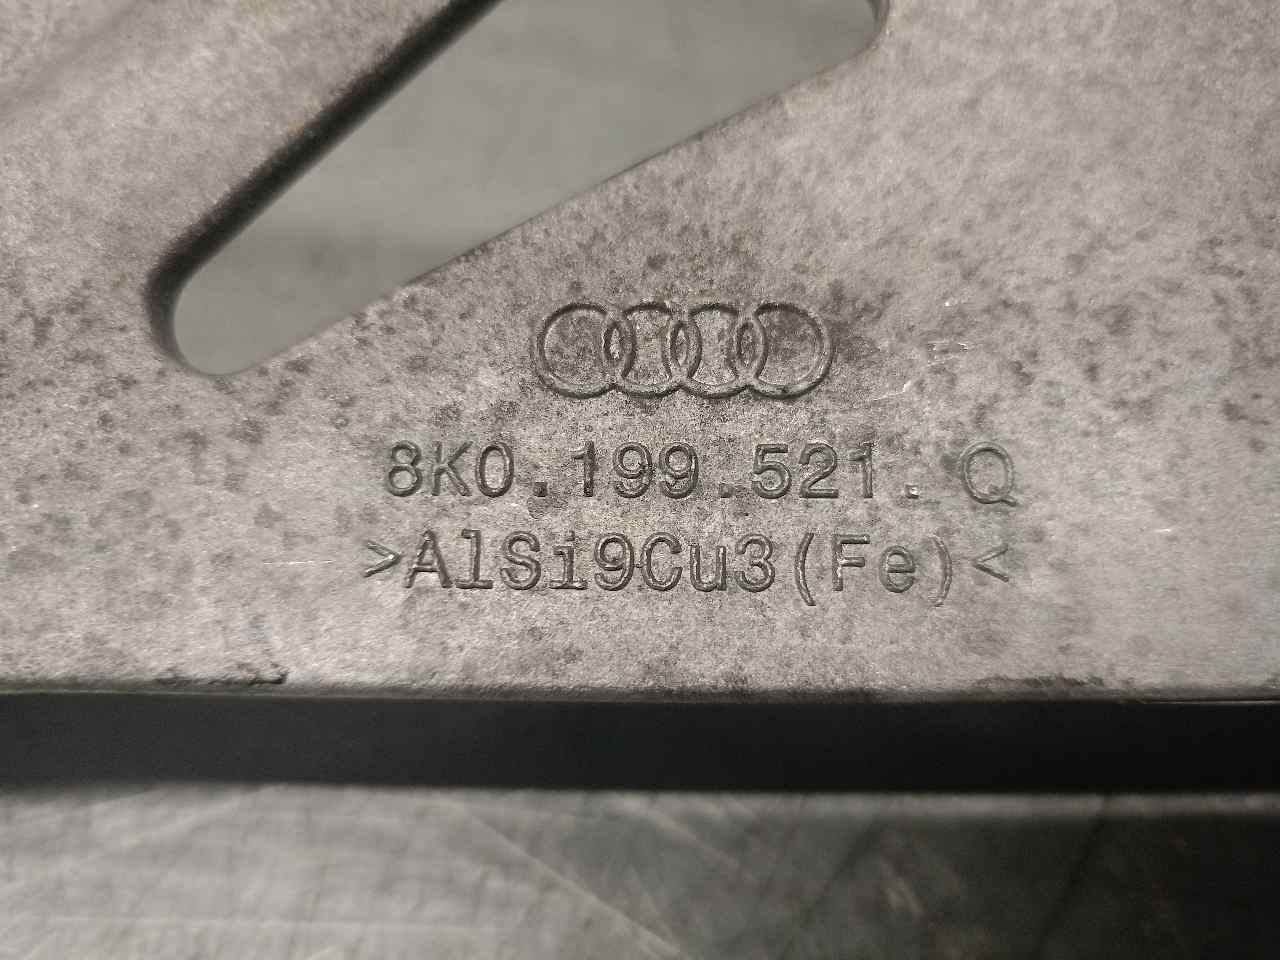 8K0.199.521. Q
>AlSi9Cu3(Fe)<